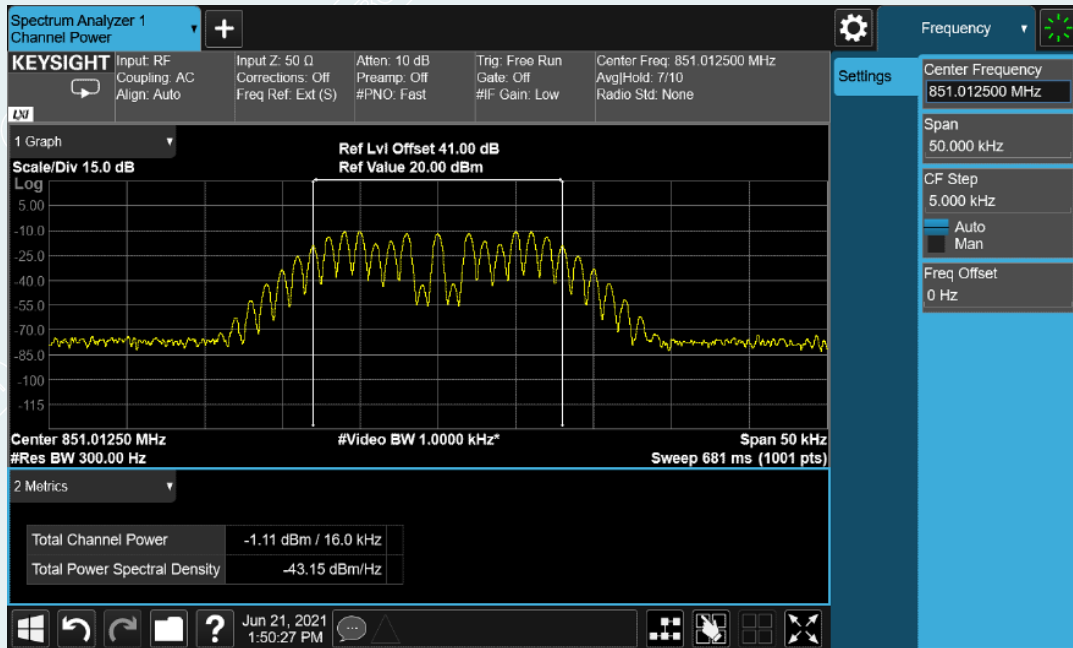 Spectrum Analyzer 1
Channel Power
Frequency
KEYSIGHT
LXI
Input: RF
Coupling: AC
Align: Auto
Input Z: 50 Ω
Corrections: Off
Freq Ref: Ext (S)
Atten: 10 dB
Preamp: Off
#PNO: Fast
Trig: Free Run
Gate: Off
#IF Gain: Low
Center Freq: 851.012500 MHz
Avg|Hold: 7/10
Radio Std: None
Settings
Center Frequency
851.012500 MHz
Span
50.000 kHz
CF Step
5.000 kHz
Auto
Man
Freq Offset
0 Hz
1 Graph
Scale/Div 15.0 dB
Ref Lvl Offset 41.00 dB
Ref Value 20.00 dBm
Log
5.00
-10.0
-25.0
-40.0
-55.0
-70.0
-85.0
-100
-115
Center 851.01250 MHz
#Video BW 1.0000 kHz*
Span 50 kHz
#Res BW 300.00 Hz
Sweep 681 ms (1001 pts)
2 Metrics
Total Channel Power
-1.11 dBm / 16.0 kHz
Total Power Spectral Density
-43.15 dBm/Hz
?
Jun 21, 2021
1:50:27 PM